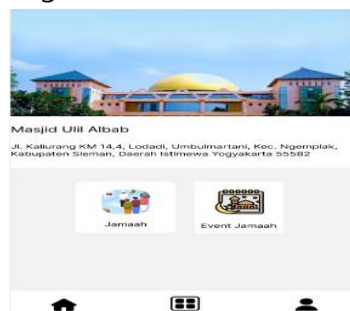 Masjid Ulil Albab
Jl. Kaliurang KM 14,4, Lodadi, Umbulmartani, Kec. Ngemplak,
Kabupaten Sleman, Daerah Istimewa Yogyakarta 55582
Jamaah
Event Jamaah